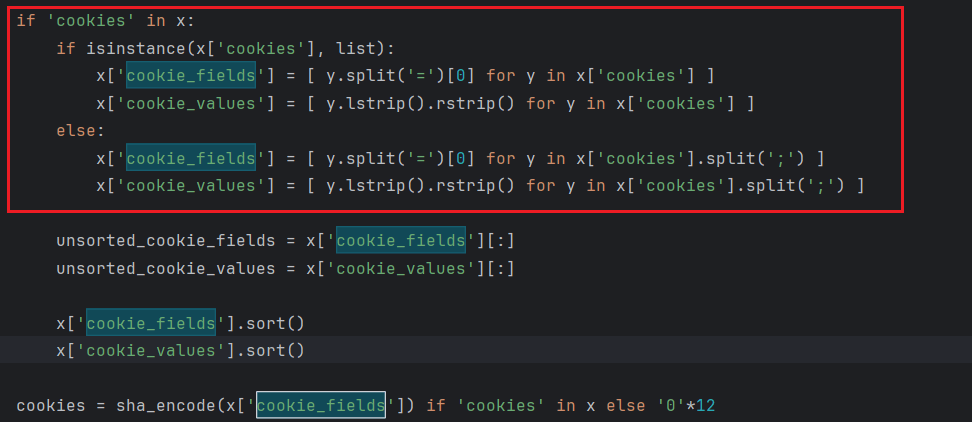 if 'cookies' in x:
    if isinstance(x['cookies'], list):
        x['cookie_fields'] = [ y.split('=')[0] for y in x['cookies'] ]
        x['cookie_values'] = [ y.lstrip().rstrip() for y in x['cookies'] ]
    else:
        x['cookie_fields'] = [ y.split('=')[0] for y in x['cookies'].split(';') ]
        x['cookie_values'] = [ y.lstrip().rstrip() for y in x['cookies'].split(';') ]
    unsorted_cookie_fields = x['cookie_fields'][:]
    unsorted_cookie_values = x['cookie_values'][:]
    x['cookie_fields'].sort()
    x['cookie_values'].sort()
cookies = sha_encode(x['cookie_fields']) if 'cookies' in x else '0'*12